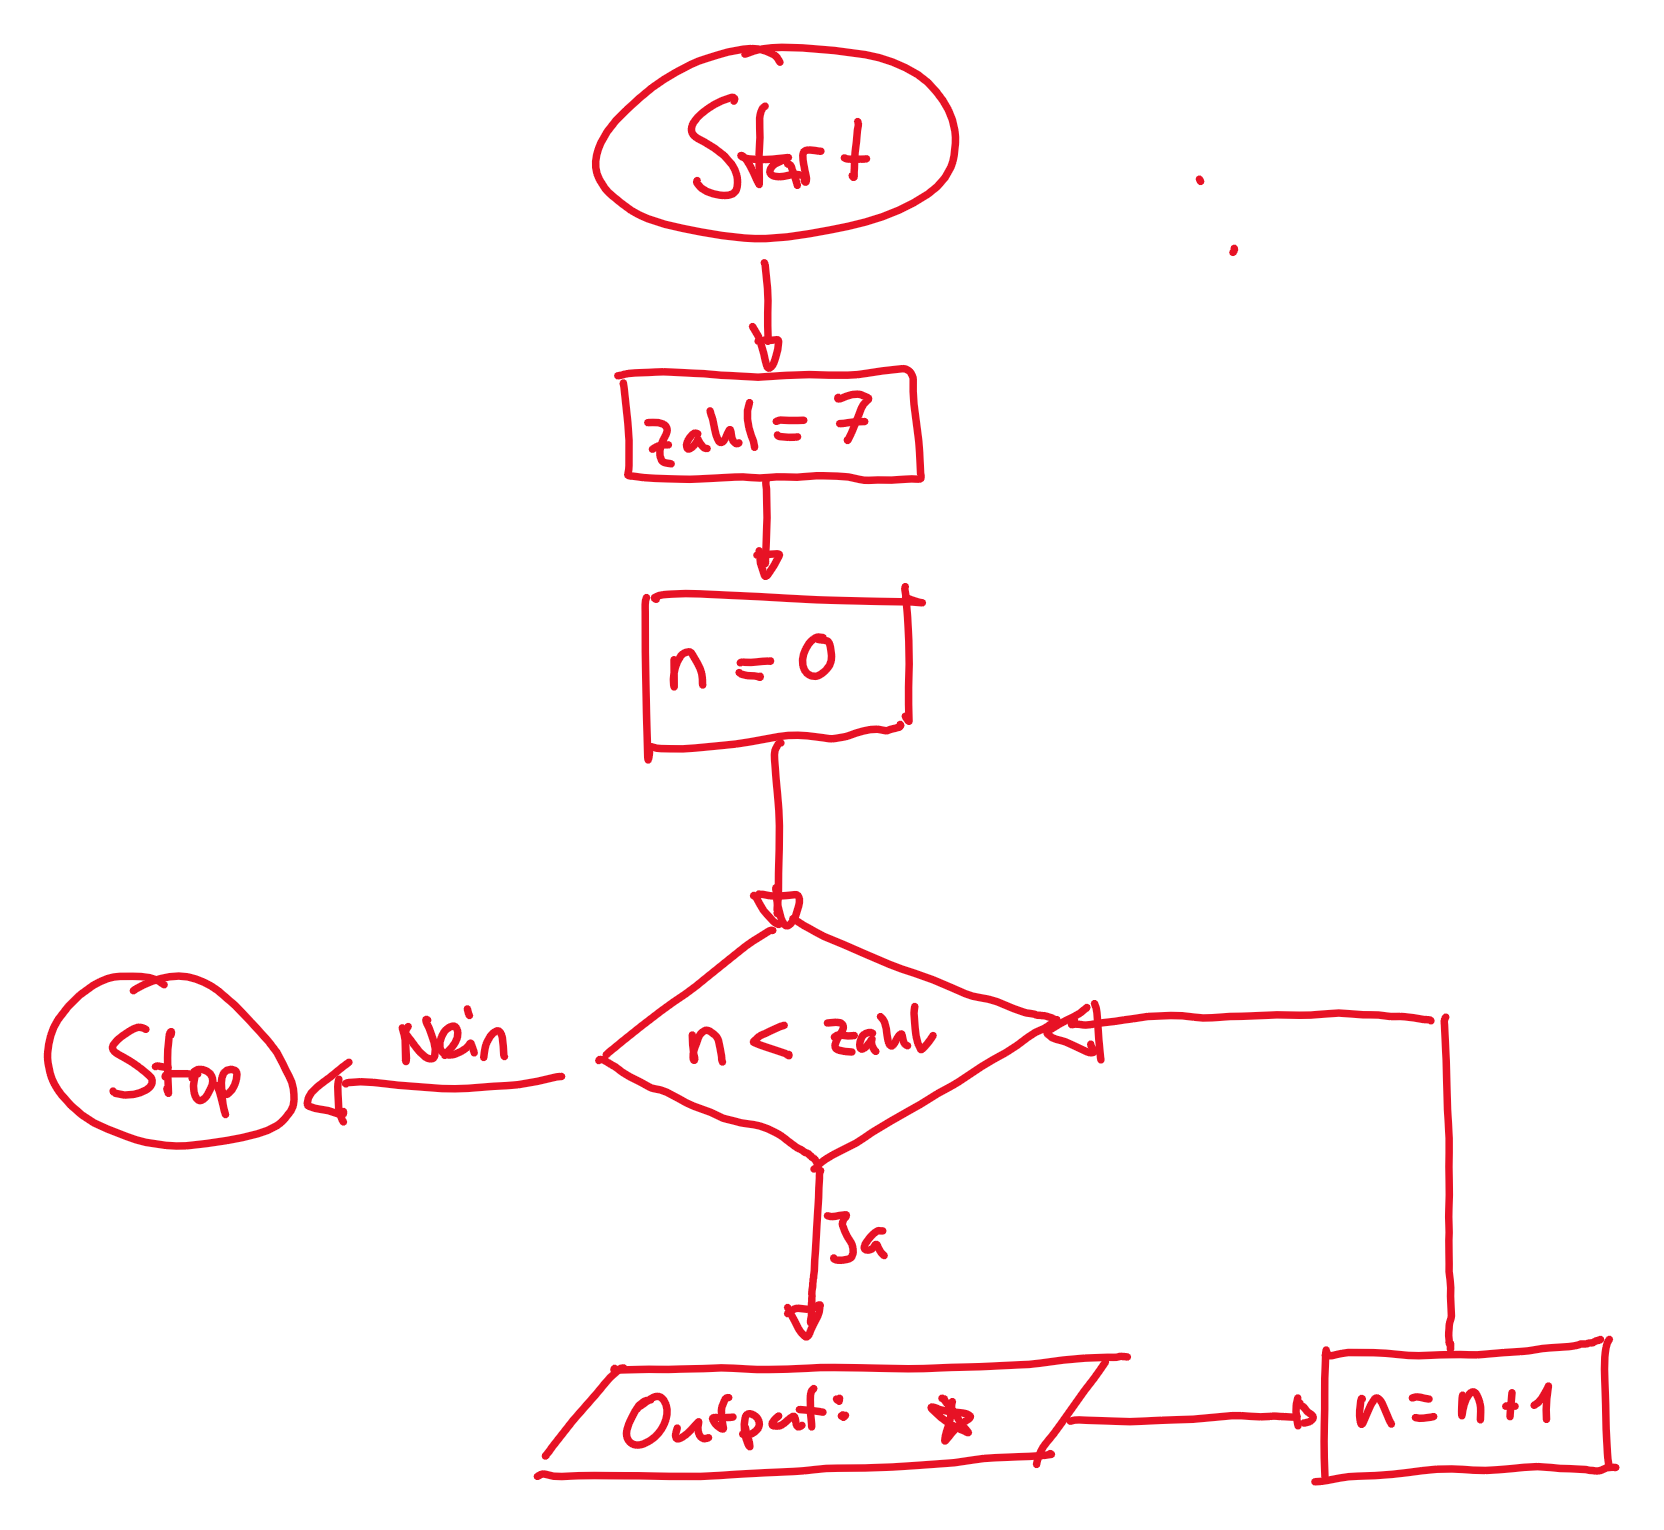 Start
zahl = 7
n = 0
n < zahl
Nein
Stop
Ja
Output: *
n = n + 1